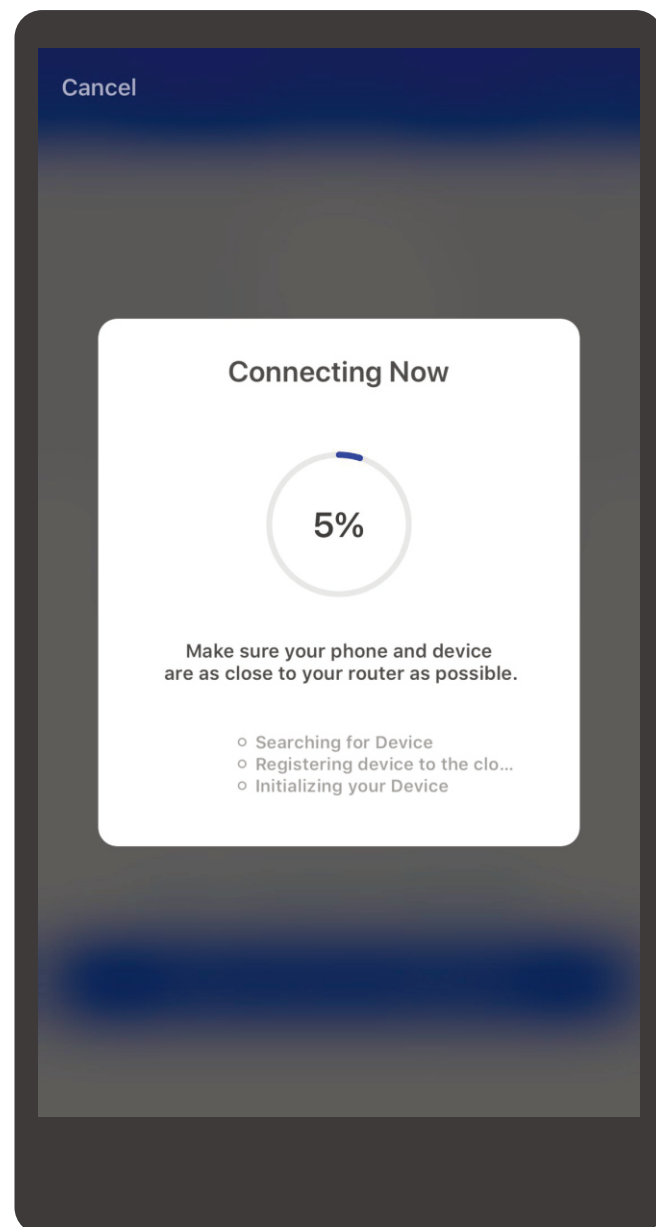 Cancel
Connecting Now
5%
Make sure your phone and device
are as close to your router as possible.
Searching for Device
Registering device to the clo...
Initializing your Device